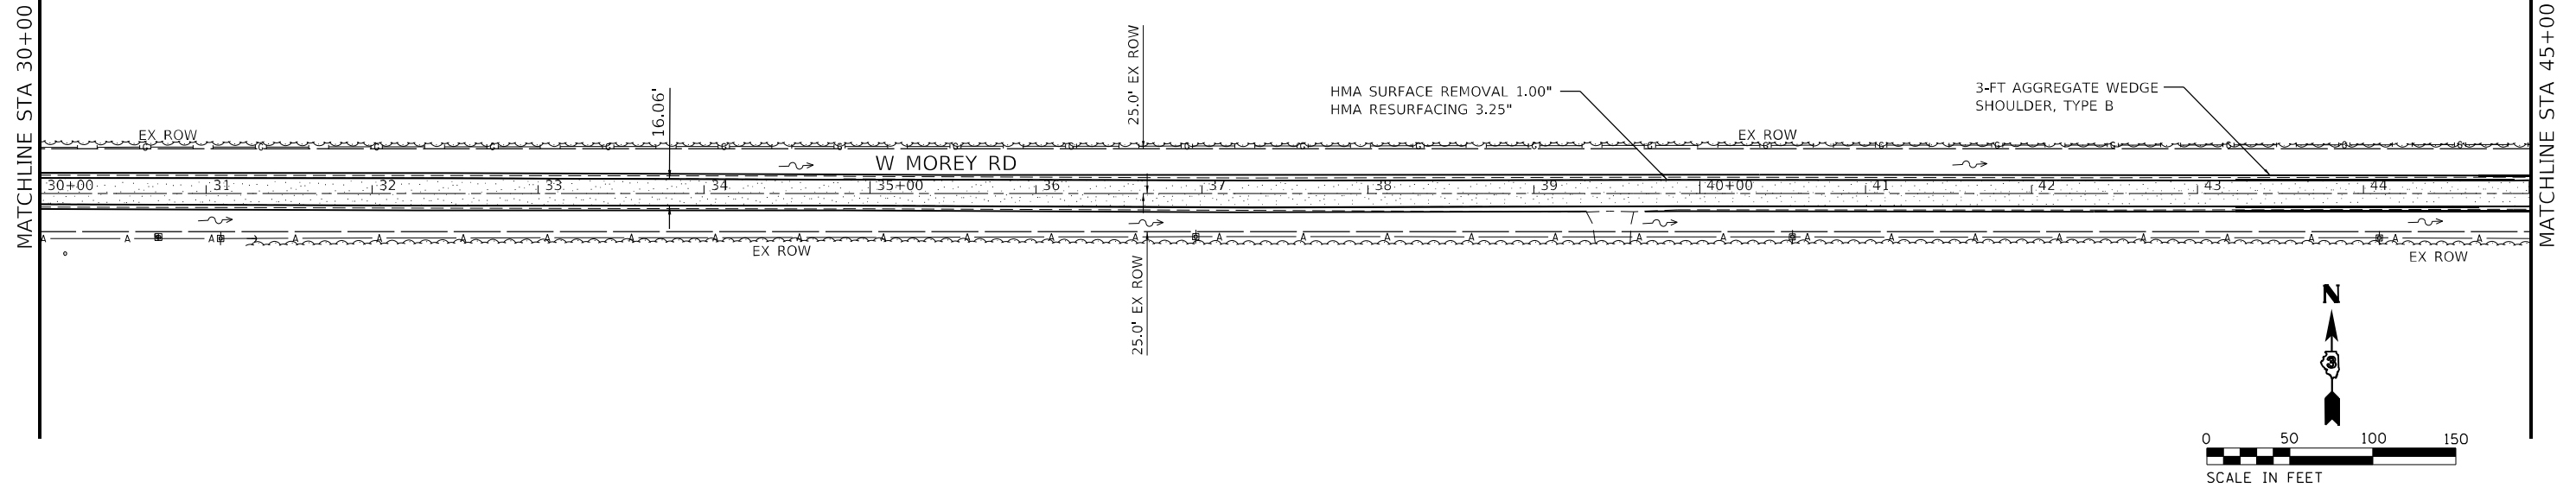 MATCHLINE STA 30+00
MATCHLINE STA 45+00
16.06'
25.0' EX ROW
HMA SURFACE REMOVAL 1.00"
HMA RESURFACING 3.25"
3-FT AGGREGATE WEDGE
SHOULDER, TYPE B
EX ROW
EX ROW
W MOREY RD
30+00 31 32 33 34 35+00 36 37 38 39 40+00 41 42 43 44
G G G G G G G G G G G G G G G G G G G G G
A A A A A A A A A A A A A A A A A A A A A A A A A A A A A A
EX ROW
EX ROW
25.0' EX ROW
N
3
0 50 100 150
SCALE IN FEET